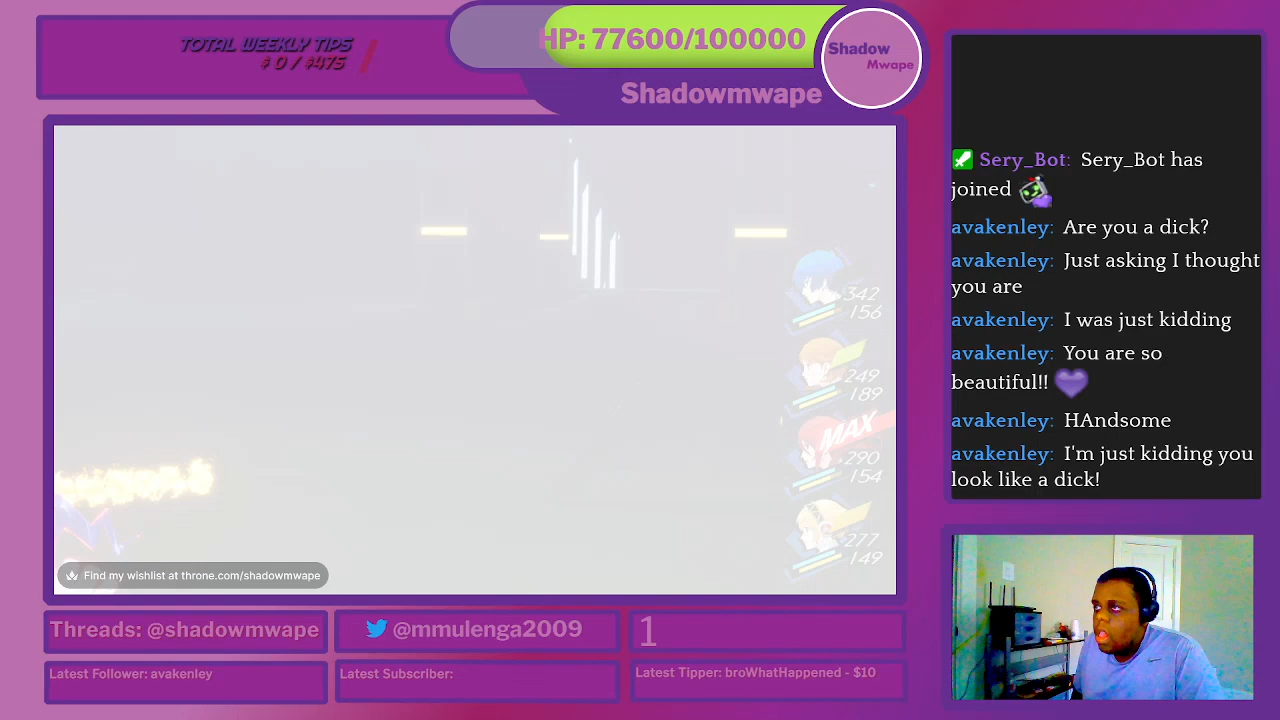 TOTAL WEEKLY TIPS
$ 0 / $475
HP: 77600/100000
Shadow
Mwape
Shadowmwape
342
156
249
189
MAX
290
154
277
149
Find my wishlist at throne.com/shadowmwape
Threads: @shadowmwape
@mmulenga2009
1
Latest Follower: avakenley
Latest Subscriber:
Latest Tipper: broWhatHappened - $10
Sery_Bot: Sery_Bot has
joined
avakenley: Are you a dick?
avakenley: Just asking I thought
you are
avakenley: I was just kidding
avakenley: You are so
beautiful!!
avakenley: HAndsome
avakenley: I'm just kidding you
look like a dick!